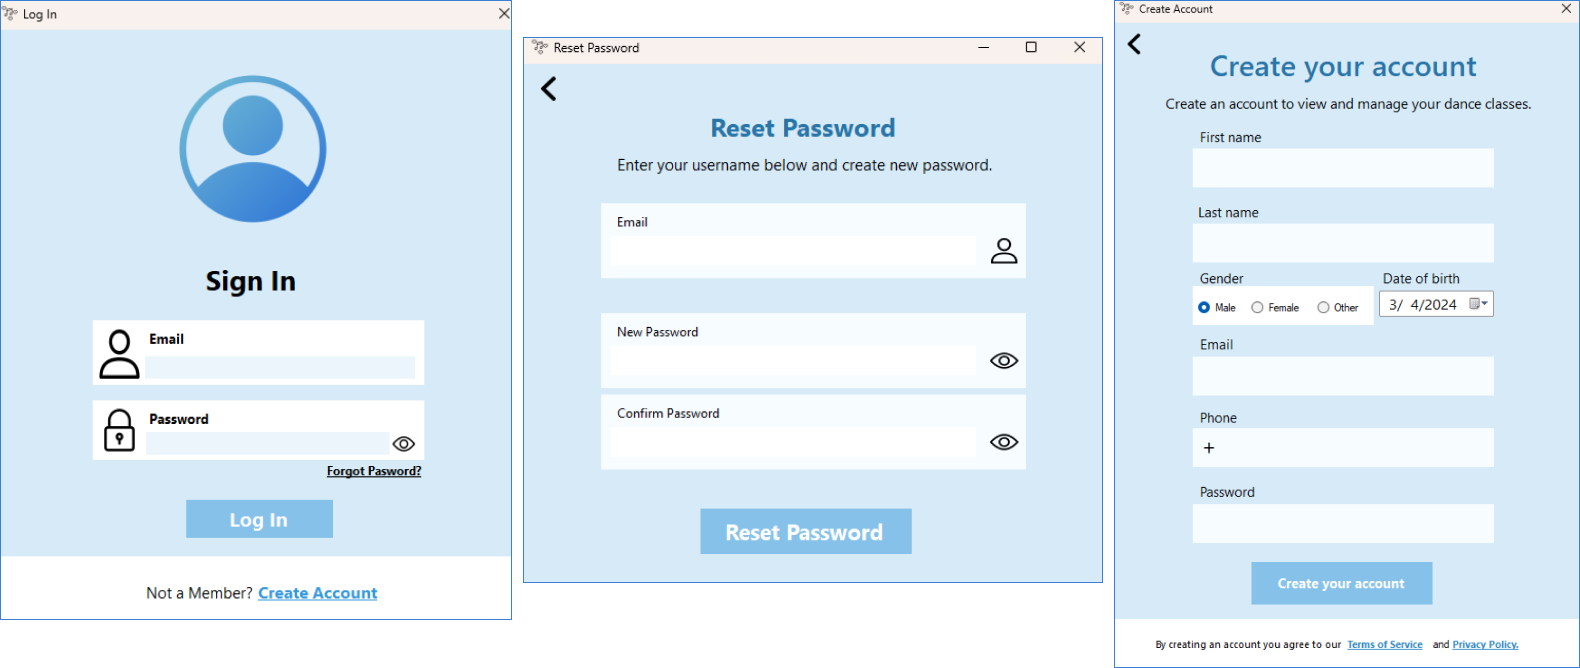 Log In
Sign In
Email
Password
Forgot Pasword?
Log In
Not a Member? Create Account
Reset Password
Reset Password
Enter your username below and create new password.
Email
New Password
Confirm Password
Reset Password
Create Account
Create your account
Create an account to view and manage your dance classes.
First name
Last name
Gender
Date of birth
Male
Female
Other
3/ 4/2024
Email
Phone
+
Password
Create your account
By creating an account you agree to our Terms of Service and Privacy Policy.